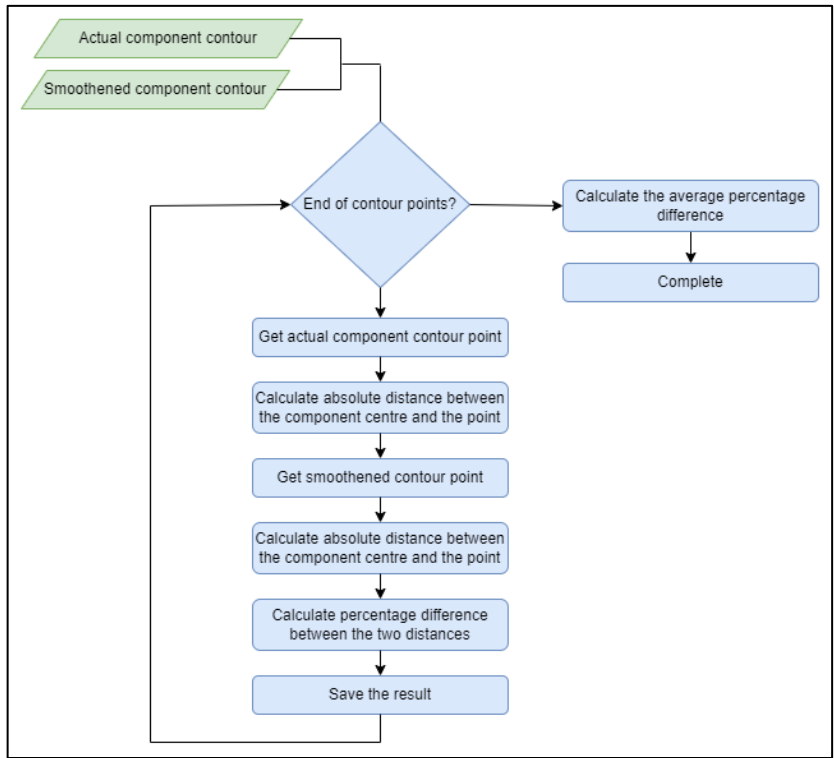 Actual component contour
Smoothened component contour
End of contour points?
Calculate the average percentage
difference
Complete
Get actual component contour point
Calculate absolute distance between
the component centre and the point
Get smoothened contour point
Calculate absolute distance between
the component centre and the point
Calculate percentage difference
between the two distances
Save the result